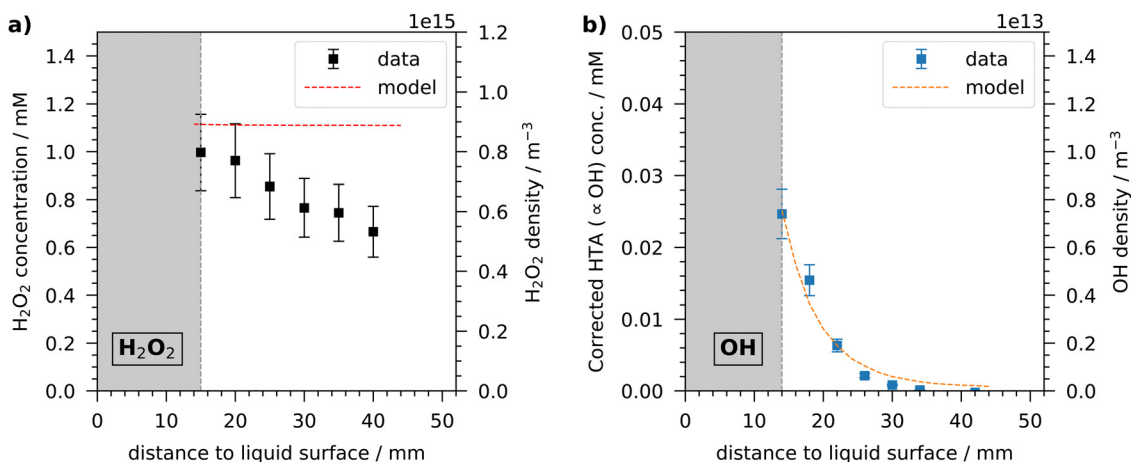 a)
1e15
H₂O₂ concentration / mM
1.4
1.2
1.0
0.8
0.6
0.4
0.2
0.0
data
model
H₂O₂
1.2
1.0
0.8
0.6
0.4
0.2
0.0
H₂O₂ density / m⁻³
0 10 20 30 40 50
distance to liquid surface / mm
b)
1e13
Corrected HTA ( ∝ OH) conc. / mM
0.05
0.04
0.03
0.02
0.01
0.00
data
model
OH
1.4
1.2
1.0
0.8
0.6
0.4
0.2
0.0
OH density / m⁻³
0 10 20 30 40 50
distance to liquid surface / mm